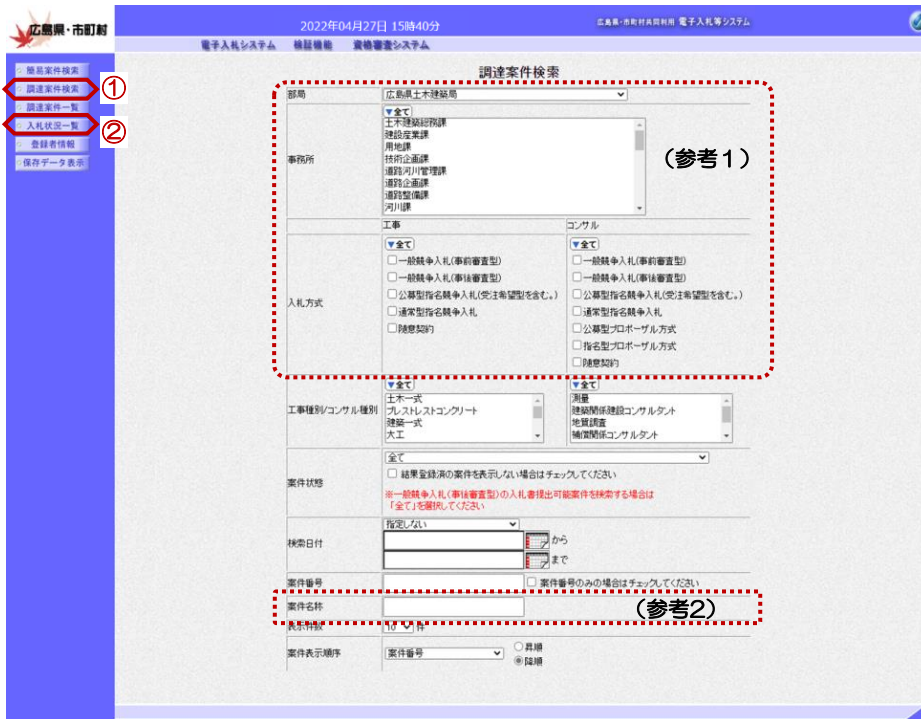 広島県・市町村
2022年04月27日 15時40分
広島県・市町村共同利用 電子入札等システム
電子入札システム 検証機能 資格審査システム
簡易案件検索
調達案件検索
①
調達案件一覧
入札状況一覧
②
登録者情報
保存データ表示
調達案件検索
部局
広島県土木建築局
事務所
▼全て
土木建築総務課
建設産業課
用地課
技術企画課
道路河川管理課
道路企画課
道路整備課
河川課
（参考１）
工事
コンサル
入札方式
▼全て
一般競争入札(事前審査型)
一般競争入札(事後審査型)
公募型指名競争入札(受注希望型を含む。)
通常型指名競争入札
随意契約
▼全て
一般競争入札(事前審査型)
一般競争入札(事後審査型)
公募型指名競争入札(受注希望型を含む。)
通常型指名競争入札
公募型プロポーザル方式
指名型プロポーザル方式
随意契約
工事種別/コンサル種別
▼全て
土木一式
プレストレストコンクリート
建築一式
大工
▼全て
測量
建築関係建設コンサルタント
地質調査
補償関係コンサルタント
案件状態
全て
結果登録済の案件を表示しない場合はチェックしてください
※一般競争入札(事後審査型)の入札書提出可能案件を検索する場合は
「全て」を選択してください
検索日付
指定しない
から
まで
案件番号
案件番号のみの場合はチェックしてください
案件名称
（参考2）
表示件数
10 件
案件表示順序
案件番号
昇順
降順